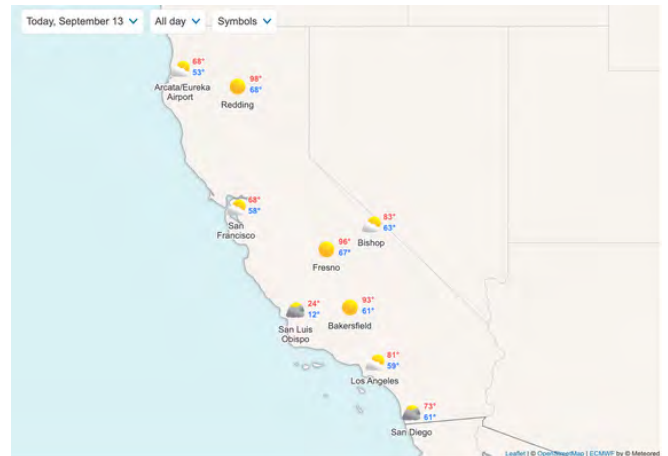 Today, September 13
All day
Symbols
68°
53°
Arcata/Eureka
Airport
98°
68°
Redding
68°
58°
San
Francisco
83°
63°
Bishop
96°
67°
Fresno
24°
12°
San Luis
Obispo
93°
61°
Bakersfield
81°
59°
Los Angeles
73°
61°
San Diego
Leaflet | © OpenStreetMap | ECMWF by © Meteored